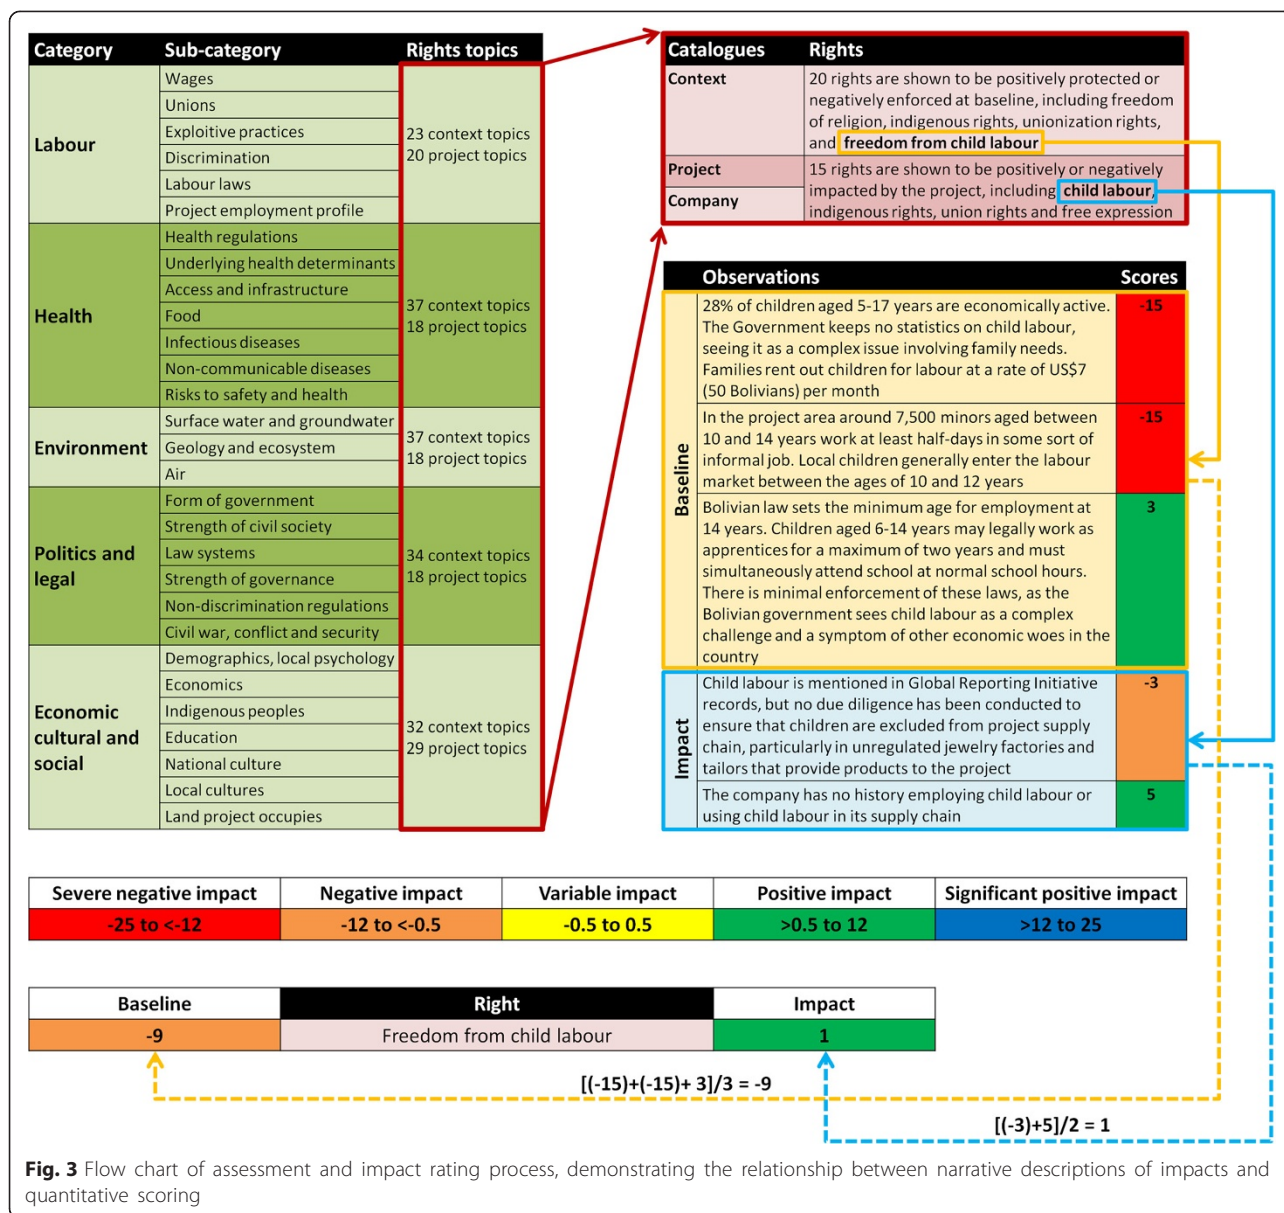 Category Sub-category Rights topics
Labour
Wages
Unions
Exploitive practices
Discrimination
Labour laws
Project employment profile
23 context topics
20 project topics
Health
Health regulations
Underlying health determinants
Access and infrastructure
Food
Infectious diseases
Non-communicable diseases
Risks to safety and health
37 context topics
18 project topics
Environment
Surface water and groundwater
Geology and ecosystem
Air
37 context topics
18 project topics
Politics and
legal
Form of government
Strength of civil society
Law systems
Strength of governance
Non-discrimination regulations
Civil war, conflict and security
34 context topics
18 project topics
Economic
cultural and
social
Demographics, local psychology
Economics
Indigenous peoples
Education
National culture
Local cultures
Land project occupies
32 context topics
29 project topics
Catalogues Rights
Context
20 rights are shown to be positively protected or
negatively enforced at baseline, including freedom
of religion, indigenous rights, unionization rights,
and freedom from child labour
Project
Company
15 rights are shown to be positively or negatively
impacted by the project, including child labour,
indigenous rights, union rights and free expression
Observations Scores
Baseline
28% of children aged 5-17 years are economically active.
The Government keeps no statistics on child labour,
seeing it as a complex issue involving family needs.
Families rent out children for labour at a rate of US$7
(50 Bolivians) per month
-15
In the project area around 7,500 minors aged between
10 and 14 years work at least half-days in some sort of
informal job. Local children generally enter the labour
market between the ages of 10 and 12 years
-15
Bolivian law sets the minimum age for employment at
14 years. Children aged 6-14 years may legally work as
apprentices for a maximum of two years and must
simultaneously attend school at normal school hours.
There is minimal enforcement of these laws, as the
Bolivian government sees child labour as a complex
challenge and a symptom of other economic woes in the
country
3
Impact
Child labour is mentioned in Global Reporting Initiative
records, but no due diligence has been conducted to
ensure that children are excluded from project supply
chain, particularly in unregulated jewelry factories and
tailors that provide products to the project
-3
The company has no history employing child labour or
using child labour in its supply chain
5
Severe negative impact Negative impact Variable impact Positive impact Significant positive impact
-25 to <-12 -12 to <-0.5 -0.5 to 0.5 >0.5 to 12 >12 to 25
Baseline Right Impact
-9 Freedom from child labour 1
[(-15)+(-15)+ 3]/3 = -9
[(-3)+5]/2 = 1
Fig. 3 Flow chart of assessment and impact rating process, demonstrating the relationship between narrative descriptions of impacts and
quantitative scoring